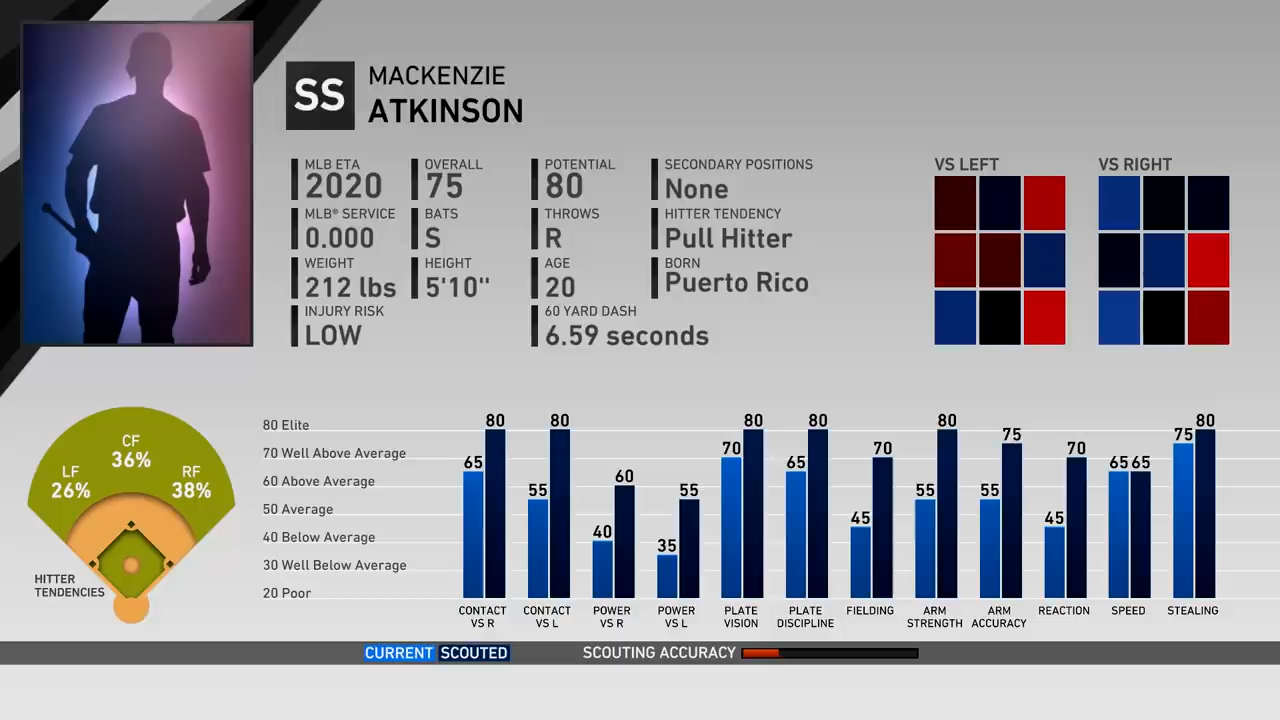 SS
MACKENZIE
ATKINSON
MLB ETA
2020
OVERALL
75
POTENTIAL
80
SECONDARY POSITIONS
None
MLB® SERVICE
0.000
BATS
S
THROWS
R
HITTER TENDENCY
Pull Hitter
WEIGHT
212 lbs
HEIGHT
5'10"
AGE
20
BORN
Puerto Rico
INJURY RISK
LOW
60 YARD DASH
6.59 seconds
VS LEFT
VS RIGHT
CF
36%
LF
26%
RF
38%
HITTER
TENDENCIES
80 Elite
70 Well Above Average
60 Above Average
50 Average
40 Below Average
30 Well Below Average
20 Poor
65 80
55 80
40 60
35 55
70 80
65 80
45 70
55 80
55 75
45 70
65 65
75 80
CONTACT
VS R
CONTACT
VS L
POWER
VS R
POWER
VS L
PLATE
VISION
PLATE
DISCIPLINE
FIELDING
ARM
STRENGTH
ARM
ACCURACY
REACTION
SPEED
STEALING
CURRENT SCOUTED
SCOUTING ACCURACY